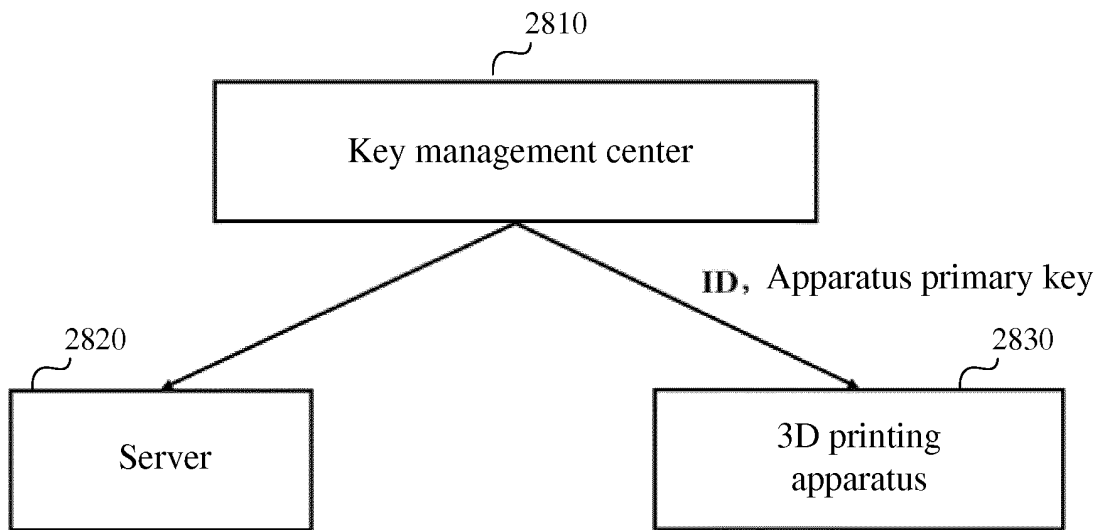 2810
Key management center
ID, Apparatus primary key
2820
2830
Server
3D printing
apparatus